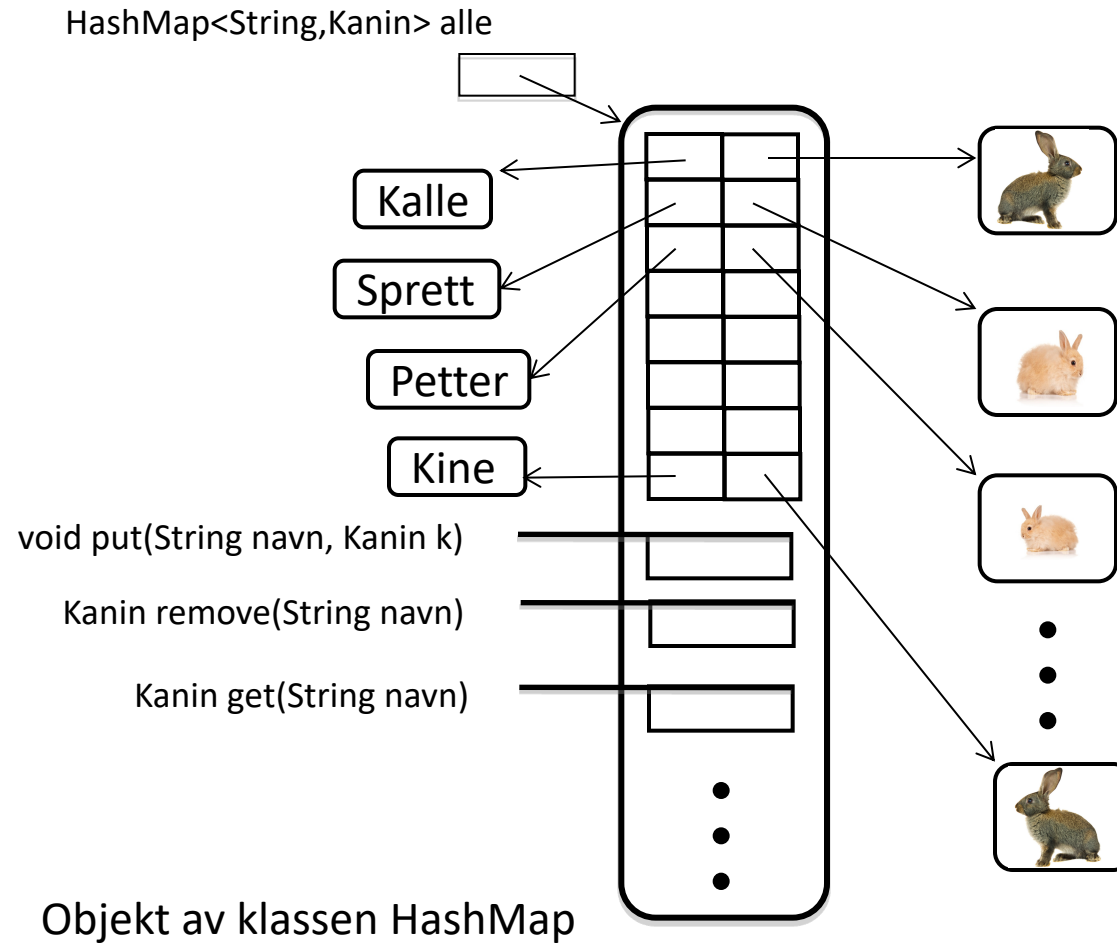 HashMap<String,Kanin> alle
Kalle
Sprett
Petter
Kine
void put(String navn, Kanin k)
Kanin remove(String navn)
Kanin get(String navn)
Objekt av klassen HashMap